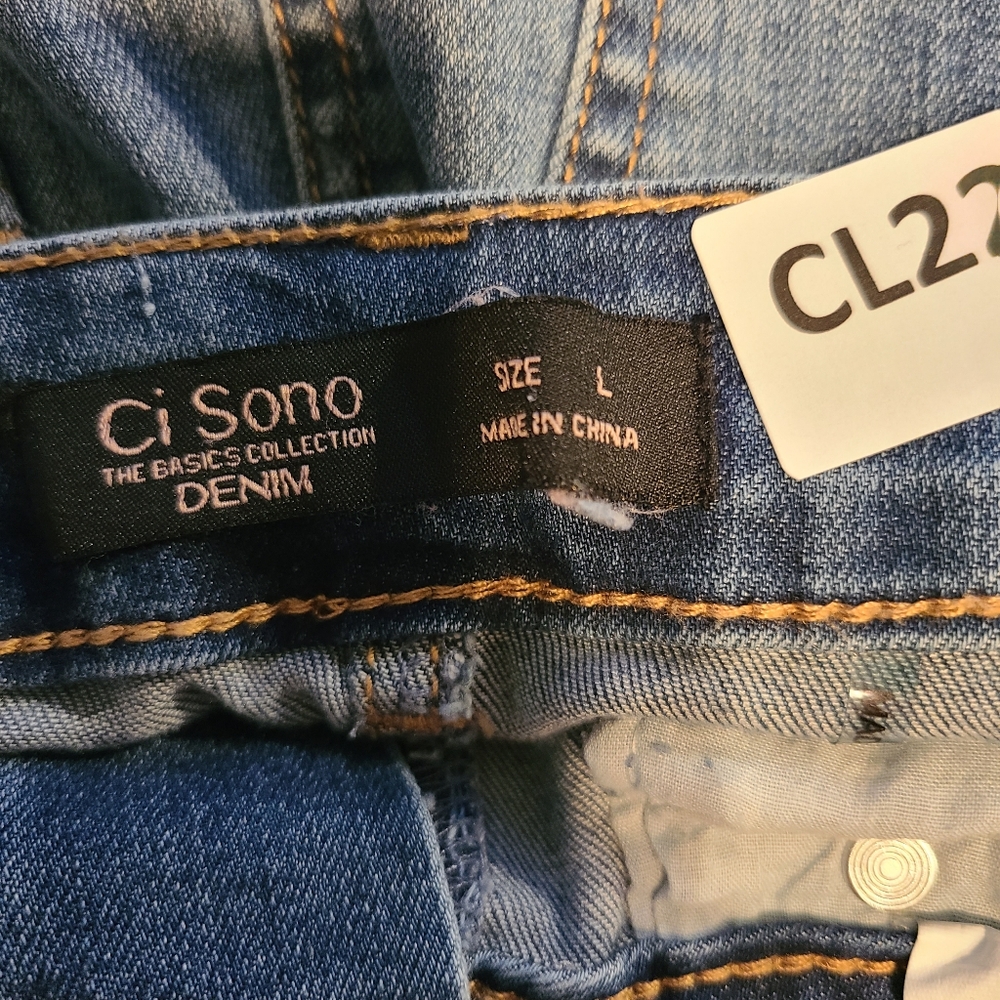 Ci Sono
THE BASICS COLLECTION
DENIM
SIZE L
MADE IN CHINA
CL22